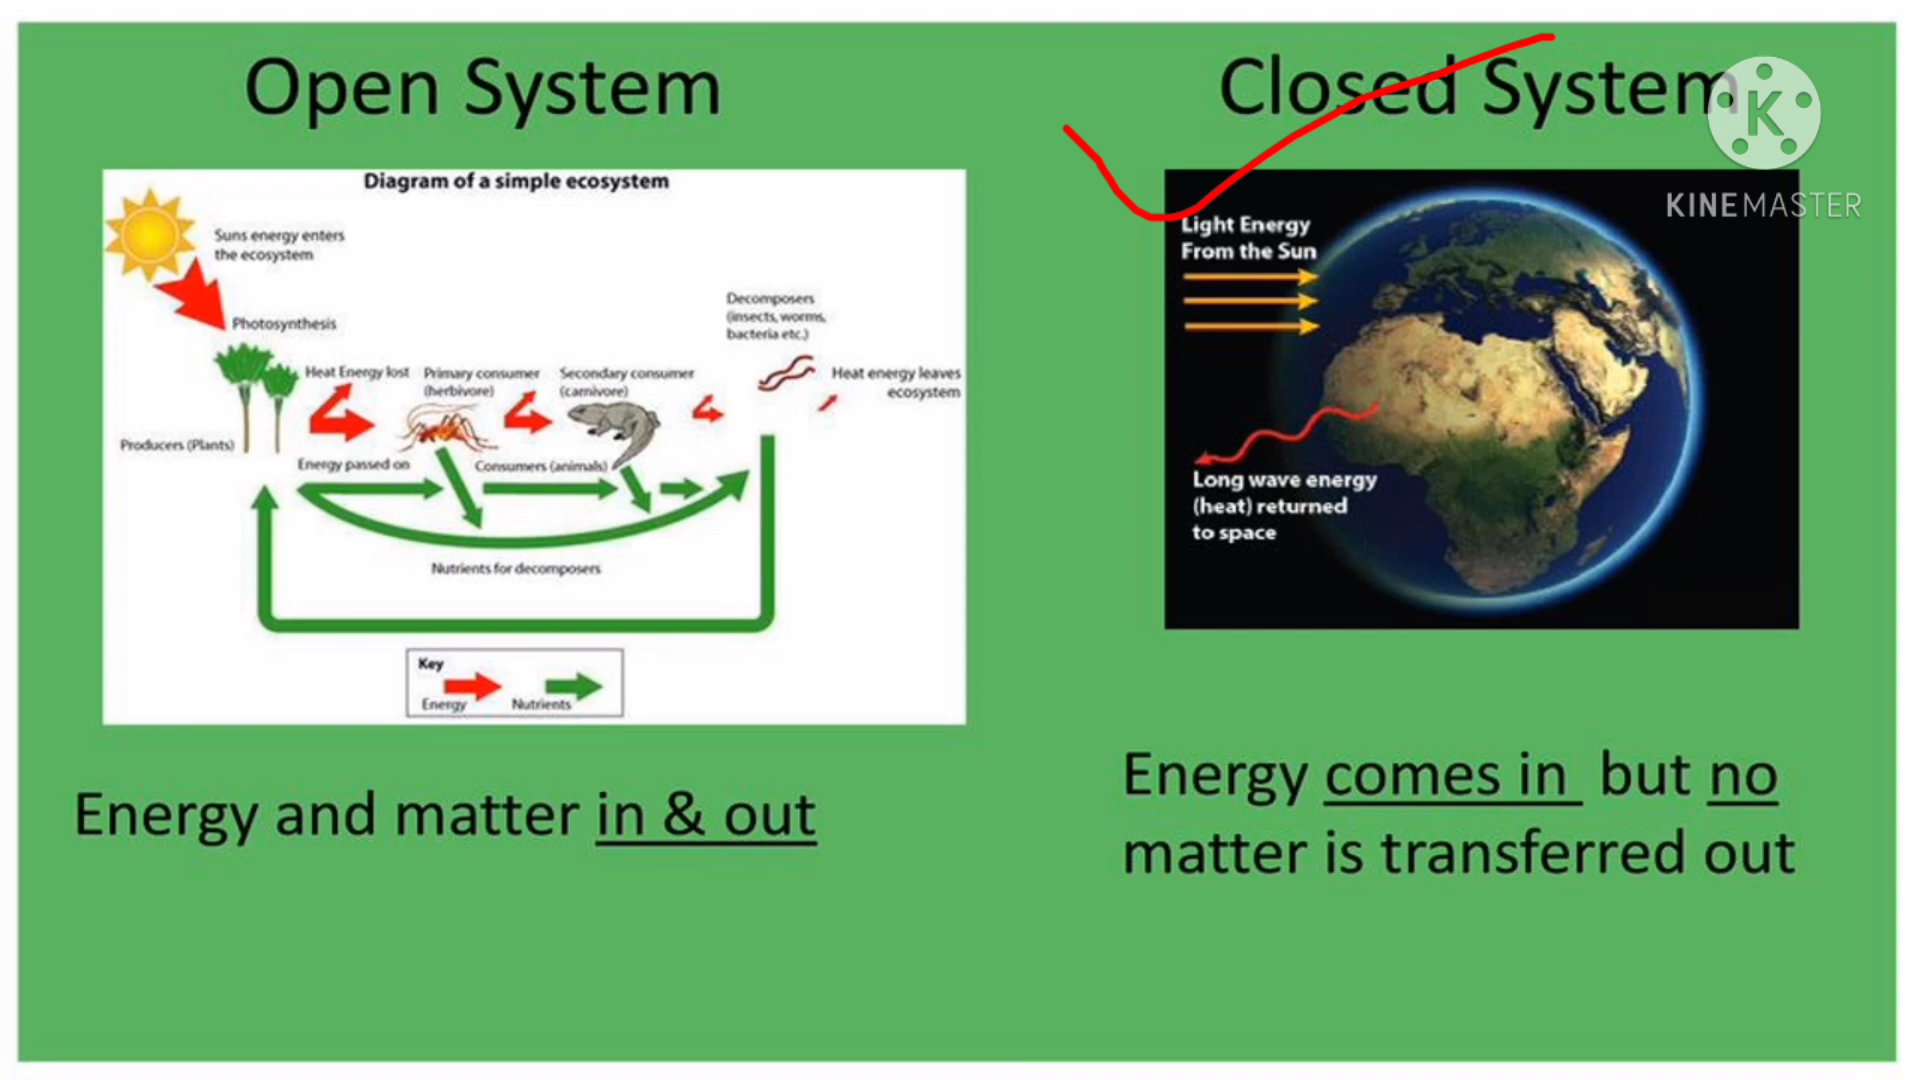 Open System
Diagram of a simple ecosystem
Suns energy enters
the ecosystem
Photosynthesis
Decomposers
(insects, worms,
bacteria etc.)
Heat Energy lost
Primary consumer
(herbivore)
Secondary consumer
(carnivore)
Heat energy leaves
ecosystem
Producers (Plants)
Energy passed on
Consumers (animals)
Nutrients for decomposers
Key
Energy
Nutrients
Energy and matter in & out
Closed System
K
KINEMASTER
Light Energy
From the Sun
Long wave energy
(heat) returned
to space
Energy comes in but no
matter is transferred out